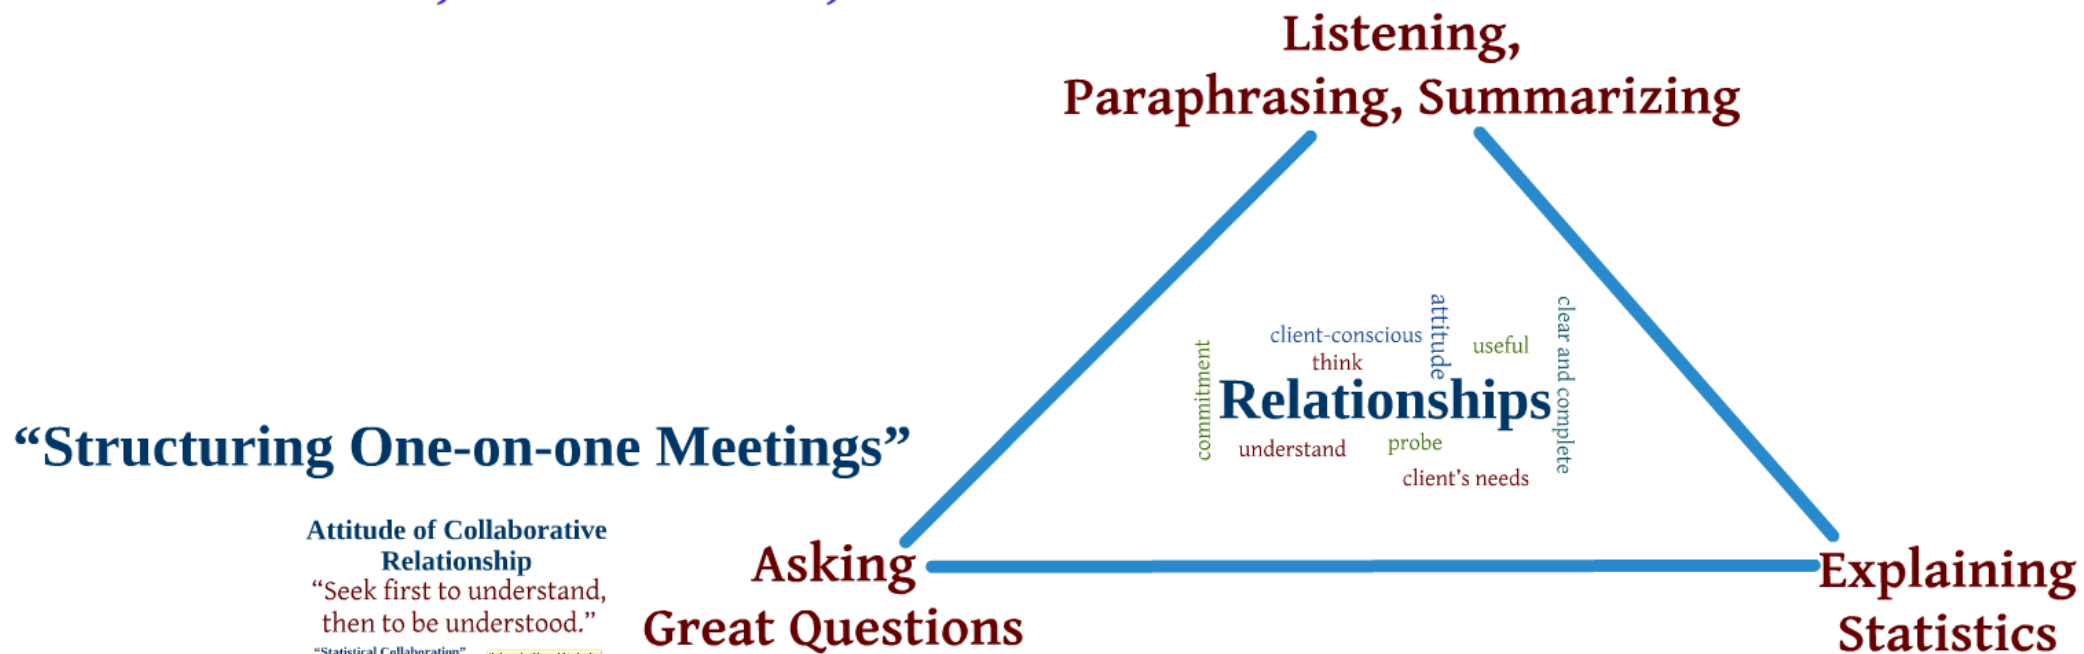 Listening,
Paraphrasing, Summarizing
attitude
clear and complete
client-conscious
useful
commitment
think
Relationships
understand
probe
client's needs
“Structuring One-on-one Meetings”
Attitude of Collaborative
Relationship
“Seek first to understand,
then to be understood.”
“Statistical Collaboration”
Asking
Great Questions
Explaining
Statistics